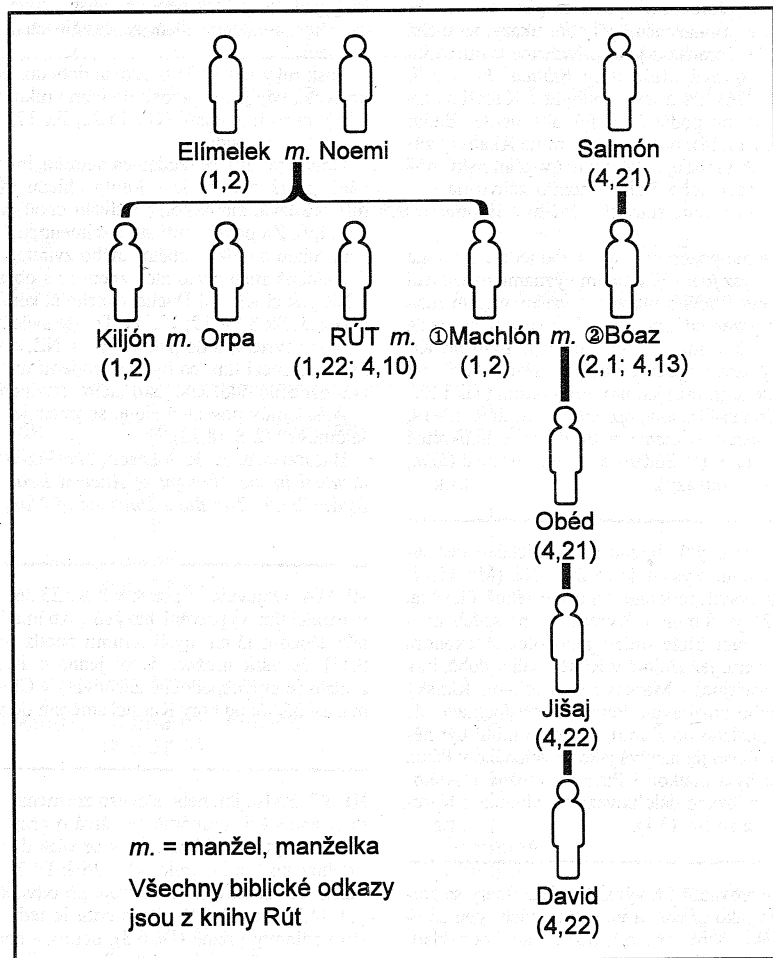 Elímelek m. Noemi
(1,2)
Salmón
(4,21)
Kiljón m. Orpa
(1,2)
RÚT m. ①Machlón m. ②Bóaz
(1,22; 4,10) (1,2) (2,1; 4,13)
Obéd
(4,21)
Jišaj
(4,22)
David
(4,22)
m. = manžel, manželka
Všechny biblické odkazy
jsou z knihy Rút